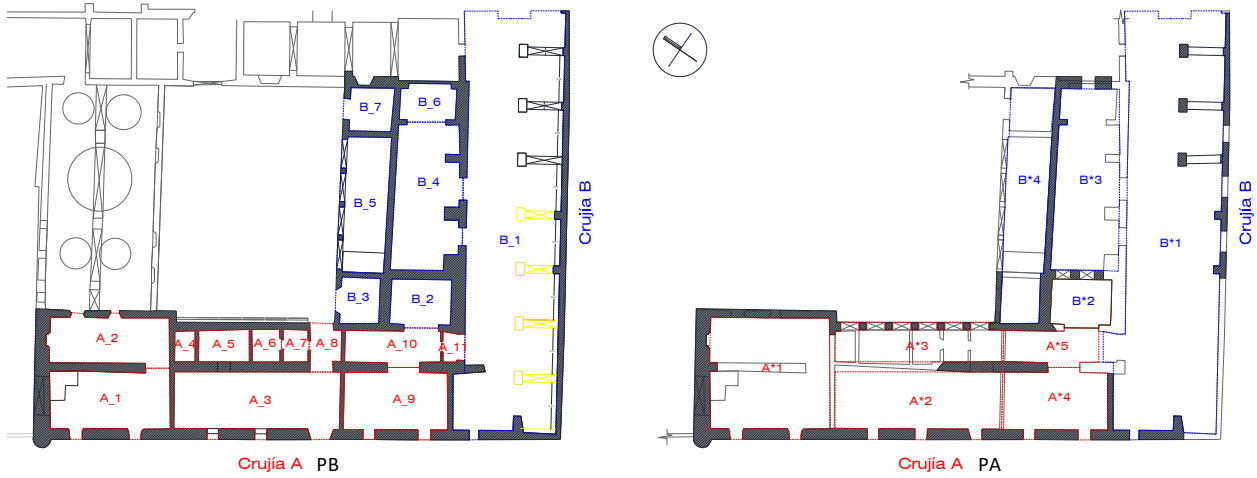 B_7
B_6
B_4
B_5
B_1
B_3
B_2
Crujía B
A_2
A_4
A_5
A_6
A_7
A_8
A_10
A_11
A_1
A_3
A_9
Crujía A PB
B*4
B*3
B*1
B*2
Crujía B
A*1
A*3
A*5
A*2
A*4
Crujía A PA